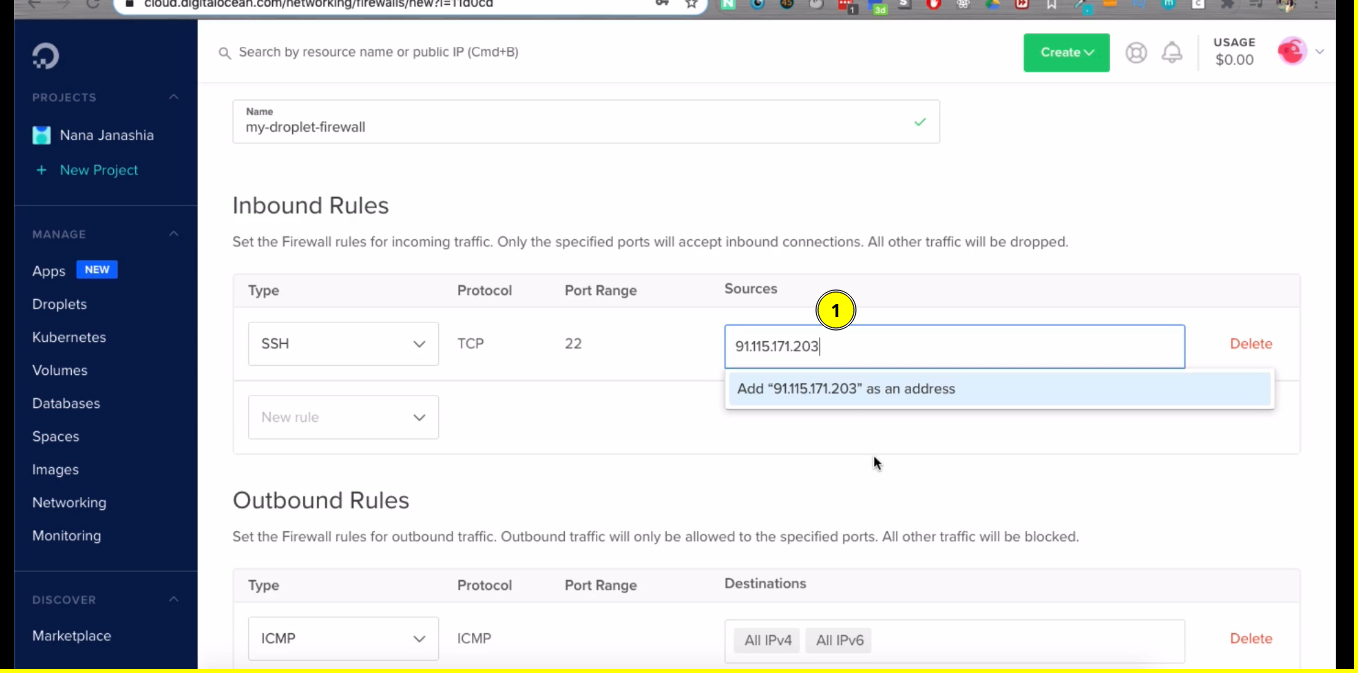 cloud.digitalocean.com/networking/firewalls/new?i=11d0cd
Search by resource name or public IP (Cmd+B)
Create
USAGE
$0.00
PROJECTS
Nana Janashia
+ New Project
MANAGE
Apps NEW
Droplets
Kubernetes
Volumes
Databases
Spaces
Images
Networking
Monitoring
DISCOVER
Marketplace
Name
my-droplet-firewall
Inbound Rules
Set the Firewall rules for incoming traffic. Only the specified ports will accept inbound connections. All other traffic will be dropped.
Type Protocol Port Range Sources
1
SSH TCP 22 91.115.171.203 Delete
Add “91.115.171.203” as an address
New rule
Outbound Rules
Set the Firewall rules for outbound traffic. Outbound traffic will only be allowed to the specified ports. All other traffic will be blocked.
Type Protocol Port Range Destinations
ICMP ICMP All IPv4 All IPv6 Delete